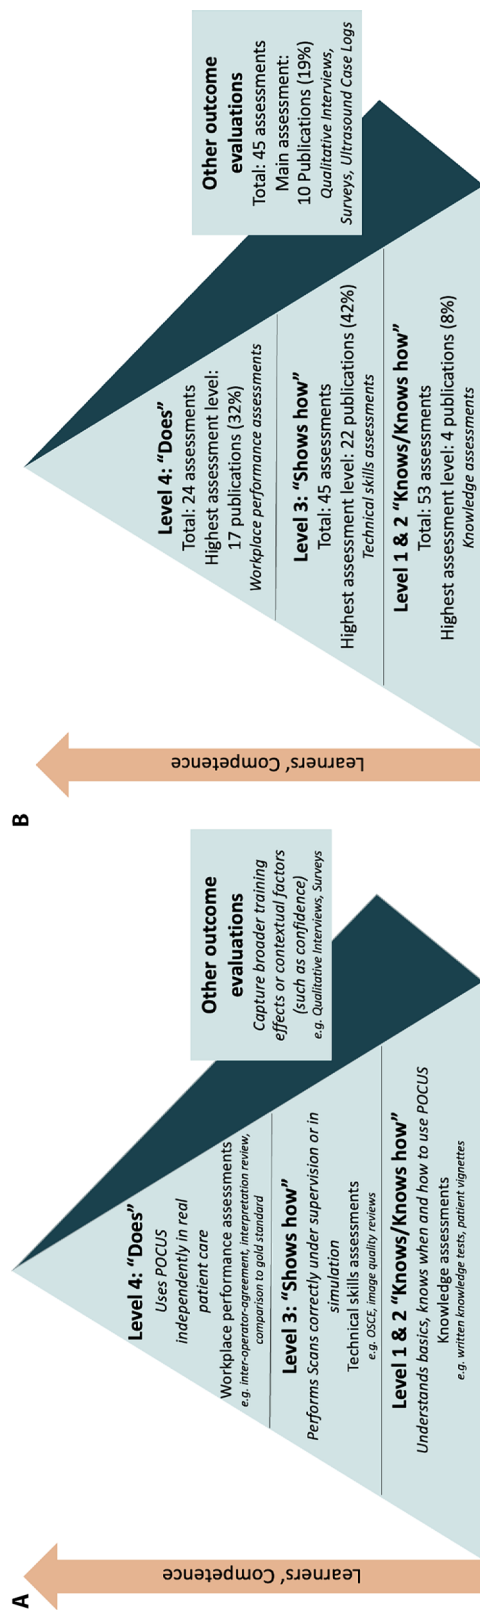 A
Learners' Competence
Level 4: “Does”
Uses POCUS
independently in real
patient care
Workplace performance assessments
e.g. inter-operator-agreement, interpretation review,
comparison to gold standard
Level 3: “Shows how”
Performs Scans correctly under supervision or in
simulation
Technical skills assessments
e.g. OSCE, image quality reviews
Level 1 & 2 “Knows/Knows how”
Understands basics, knows when and how to use POCUS
Knowledge assessments
e.g. written knowledge tests, patient vignettes
Other outcome
evaluations
Capture broader training
effects or contextual factors
(such as confidence)
e.g. Qualitative Interviews, Surveys
B
Learners' Competence
Level 4: “Does”
Total: 24 assessments
Highest assessment level:
17 publications (32%)
Workplace performance assessments
Level 3: “Shows how”
Total: 45 assessments
Highest assessment level: 22 publications (42%)
Technical skills assessments
Level 1 & 2 “Knows/Knows how”
Total: 53 assessments
Highest assessment level: 4 publications (8%)
Knowledge assessments
Other outcome
evaluations
Total: 45 assessments
Main assessment:
10 Publications (19%)
Qualitative Interviews,
Surveys, Ultrasound Case Logs